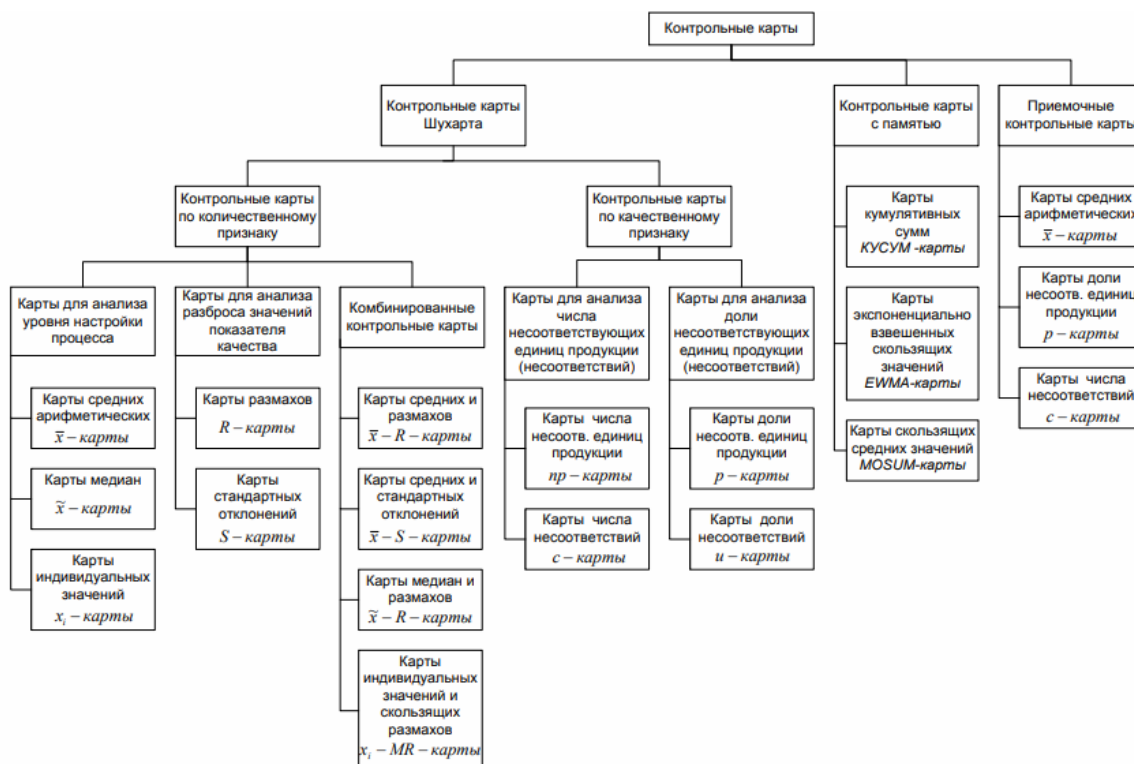 Контрольные карты
Контрольные карты
Шухарта
Контрольные карты
с памятью
Приемочные
контрольные карты
Контрольные карты
по количественному
признаку
Контрольные карты
по качественному
признаку
Карты для анализа
уровня настройки
процесса
Карты средних
арифметических
x̅ – карты
Карты медиан
x̃ – карты
Карты
индивидуальных
значений
xᵢ – карты
Карты для анализа
разброса значений
показателя
качества
Карты размахов
R – карты
Карты
стандартных
отклонений
S – карты
Комбинированные
контрольные карты
Карты средних и
размахов
x̅ – R – карты
Карты средних и
стандартных
отклонений
x̅ – S – карты
Карты медиан и
размахов
x̃ – R – карты
Карты
индивидуальных
значений и
скользящих
размахов
xᵢ – MR – карты
Карты для анализа
числа
несоответствующих
единиц продукции
(несоответствий)
Карты числа
несоотв. единиц
продукции
np – карты
Карты числа
несоответствий
c – карты
Карты для анализа
доли
несоответствующих
единиц продукции
(несоответствий)
Карты доли
несоотв. единиц
продукции
p – карты
Карты доли
несоответствий
u – карты
Карты
кумулятивных
сумм
КУСУМ -карты
Карты
экспоненциально
взвешенных
скользящих
значений
EWMA-карты
Карты скользящих
средних значений
MOSUM-карты
Карты средних
арифметических
x̅ – карты
Карты доли
несоотв. единиц
продукции
p – карты
Карты числа
несоответствий
c – карты